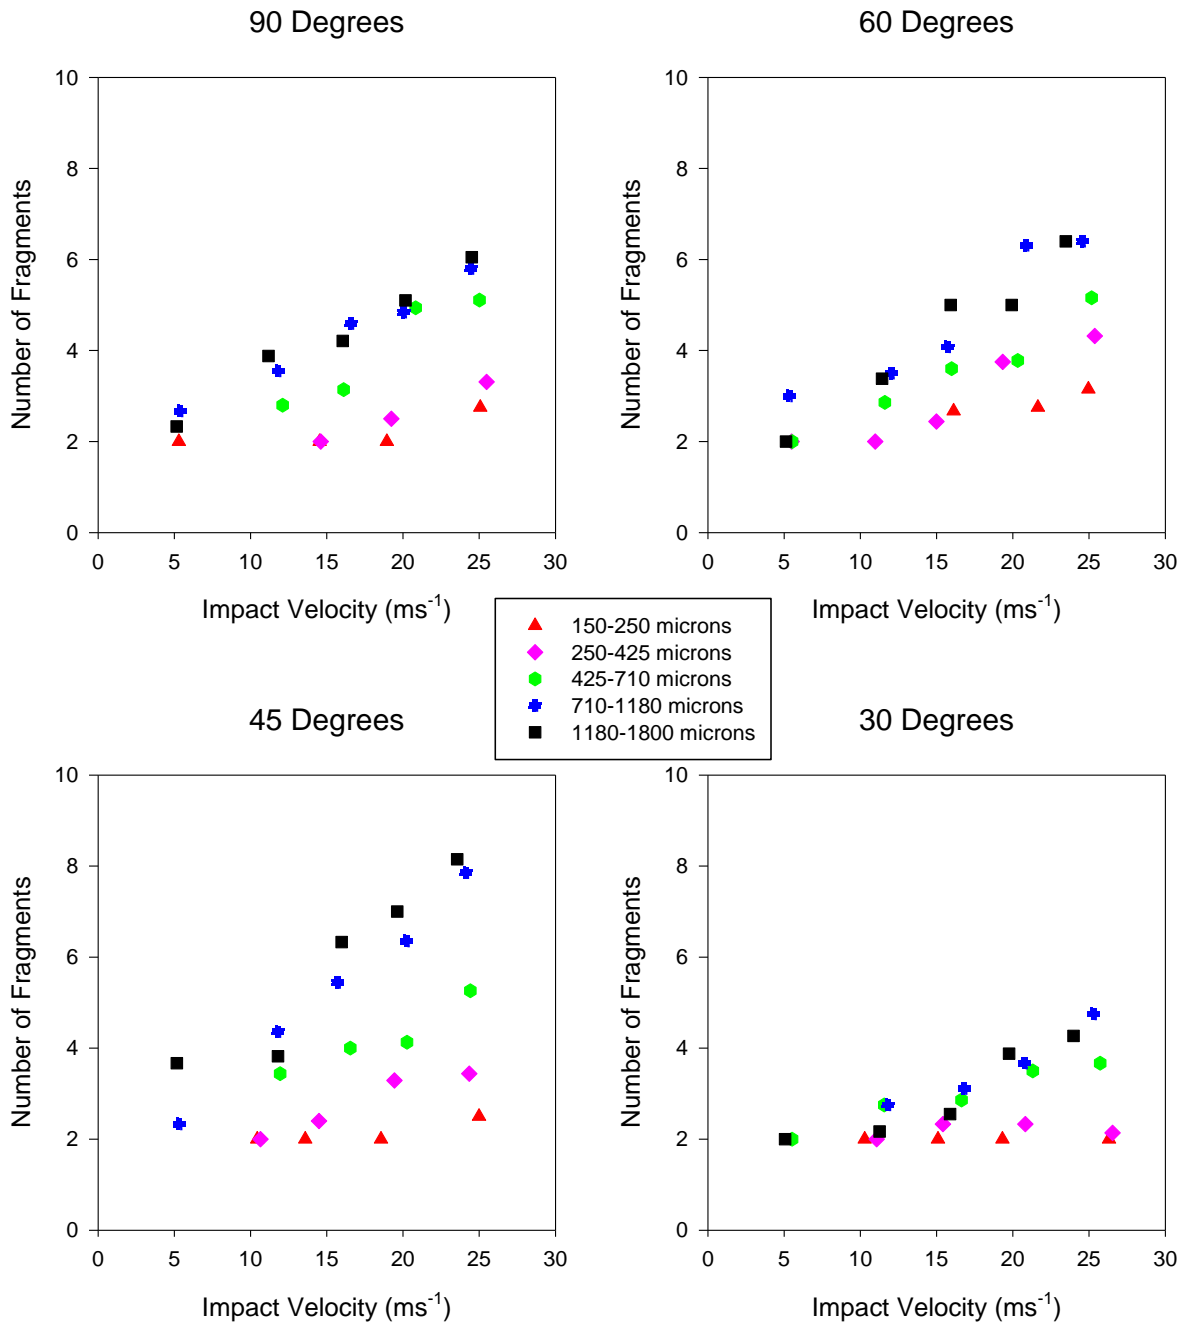 90 Degrees
60 Degrees
10
8
6
4
2
0
Number of Fragments
0 5 10 15 20 25 30
Impact Velocity (ms⁻¹)
10
8
6
4
2
0
Number of Fragments
0 5 10 15 20 25 30
Impact Velocity (ms⁻¹)
150-250 microns
250-425 microns
425-710 microns
710-1180 microns
1180-1800 microns
45 Degrees
30 Degrees
10
8
6
4
2
0
Number of Fragments
0 5 10 15 20 25 30
Impact Velocity (ms⁻¹)
10
8
6
4
2
0
Number of Fragments
0 5 10 15 20 25 30
Impact Velocity (ms⁻¹)